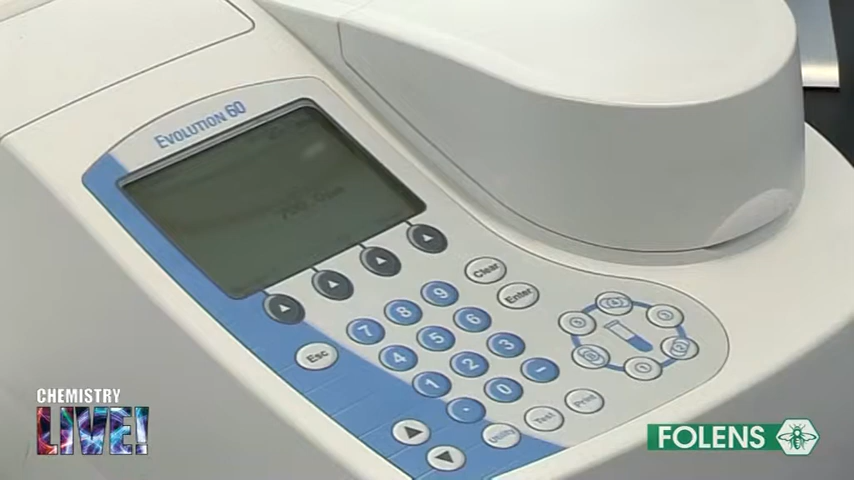 EVOLUTION 60
Clear
Enter
7 8 9
4 5 6
1 2 3
. 0 –
Esc
Utility
Test
Print
CHEMISTRY
LIVE!
FOLENS